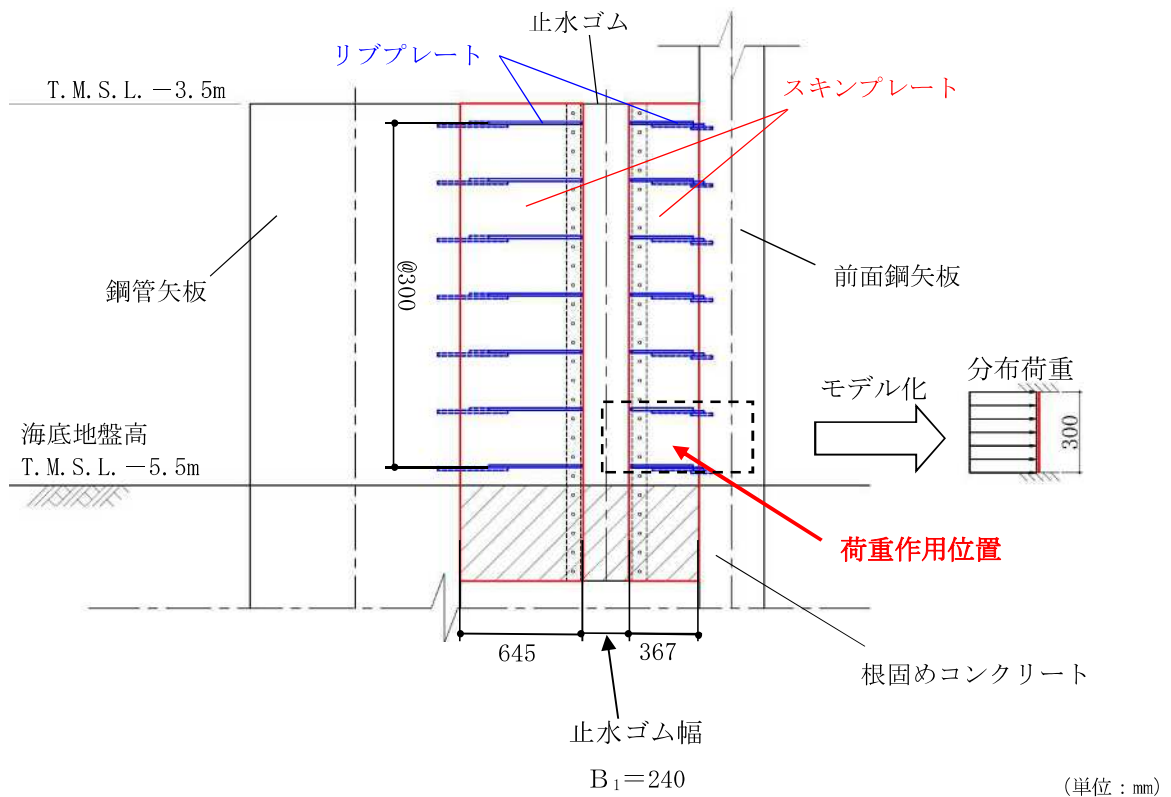 止水ゴム
リブプレート
T.M.S.L.－3.5m
スキンプレート
@300
鋼管矢板
前面鋼矢板
分布荷重
モデル化
300
海底地盤高
T.M.S.L.－5.5m
荷重作用位置
645
367
根固めコンクリート
止水ゴム幅
B₁＝240
(単位：mm)